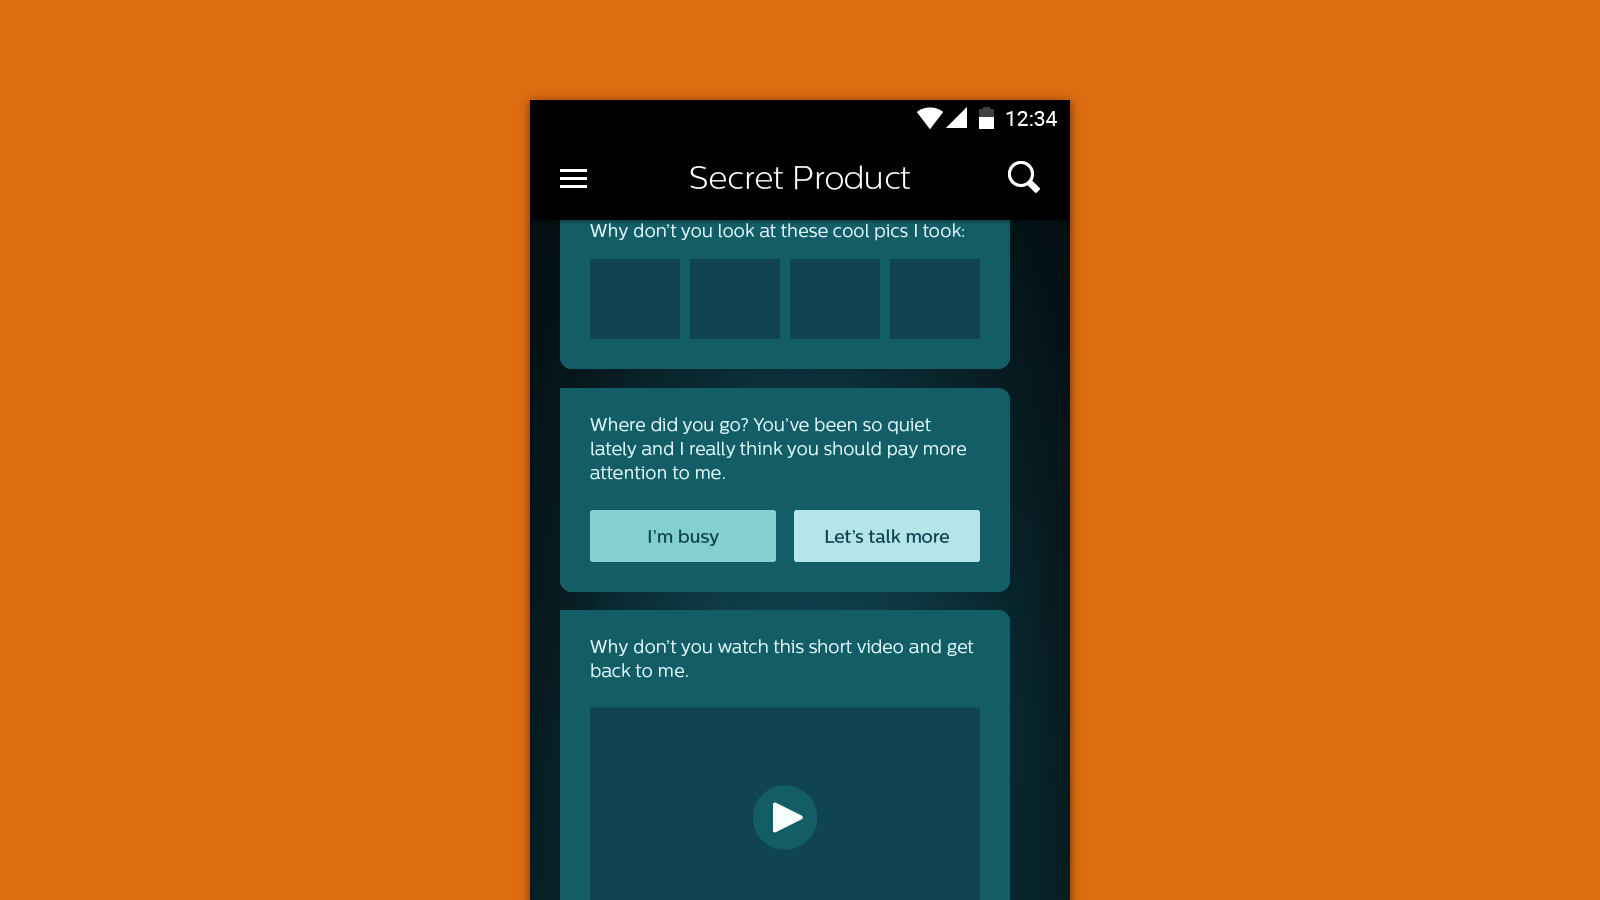 12:34
Secret Product
Why don’t you look at these cool pics I took:
Where did you go? You’ve been so quiet
lately and I really think you should pay more
attention to me.
I’m busy
Let’s talk more
Why don’t you watch this short video and get
back to me.